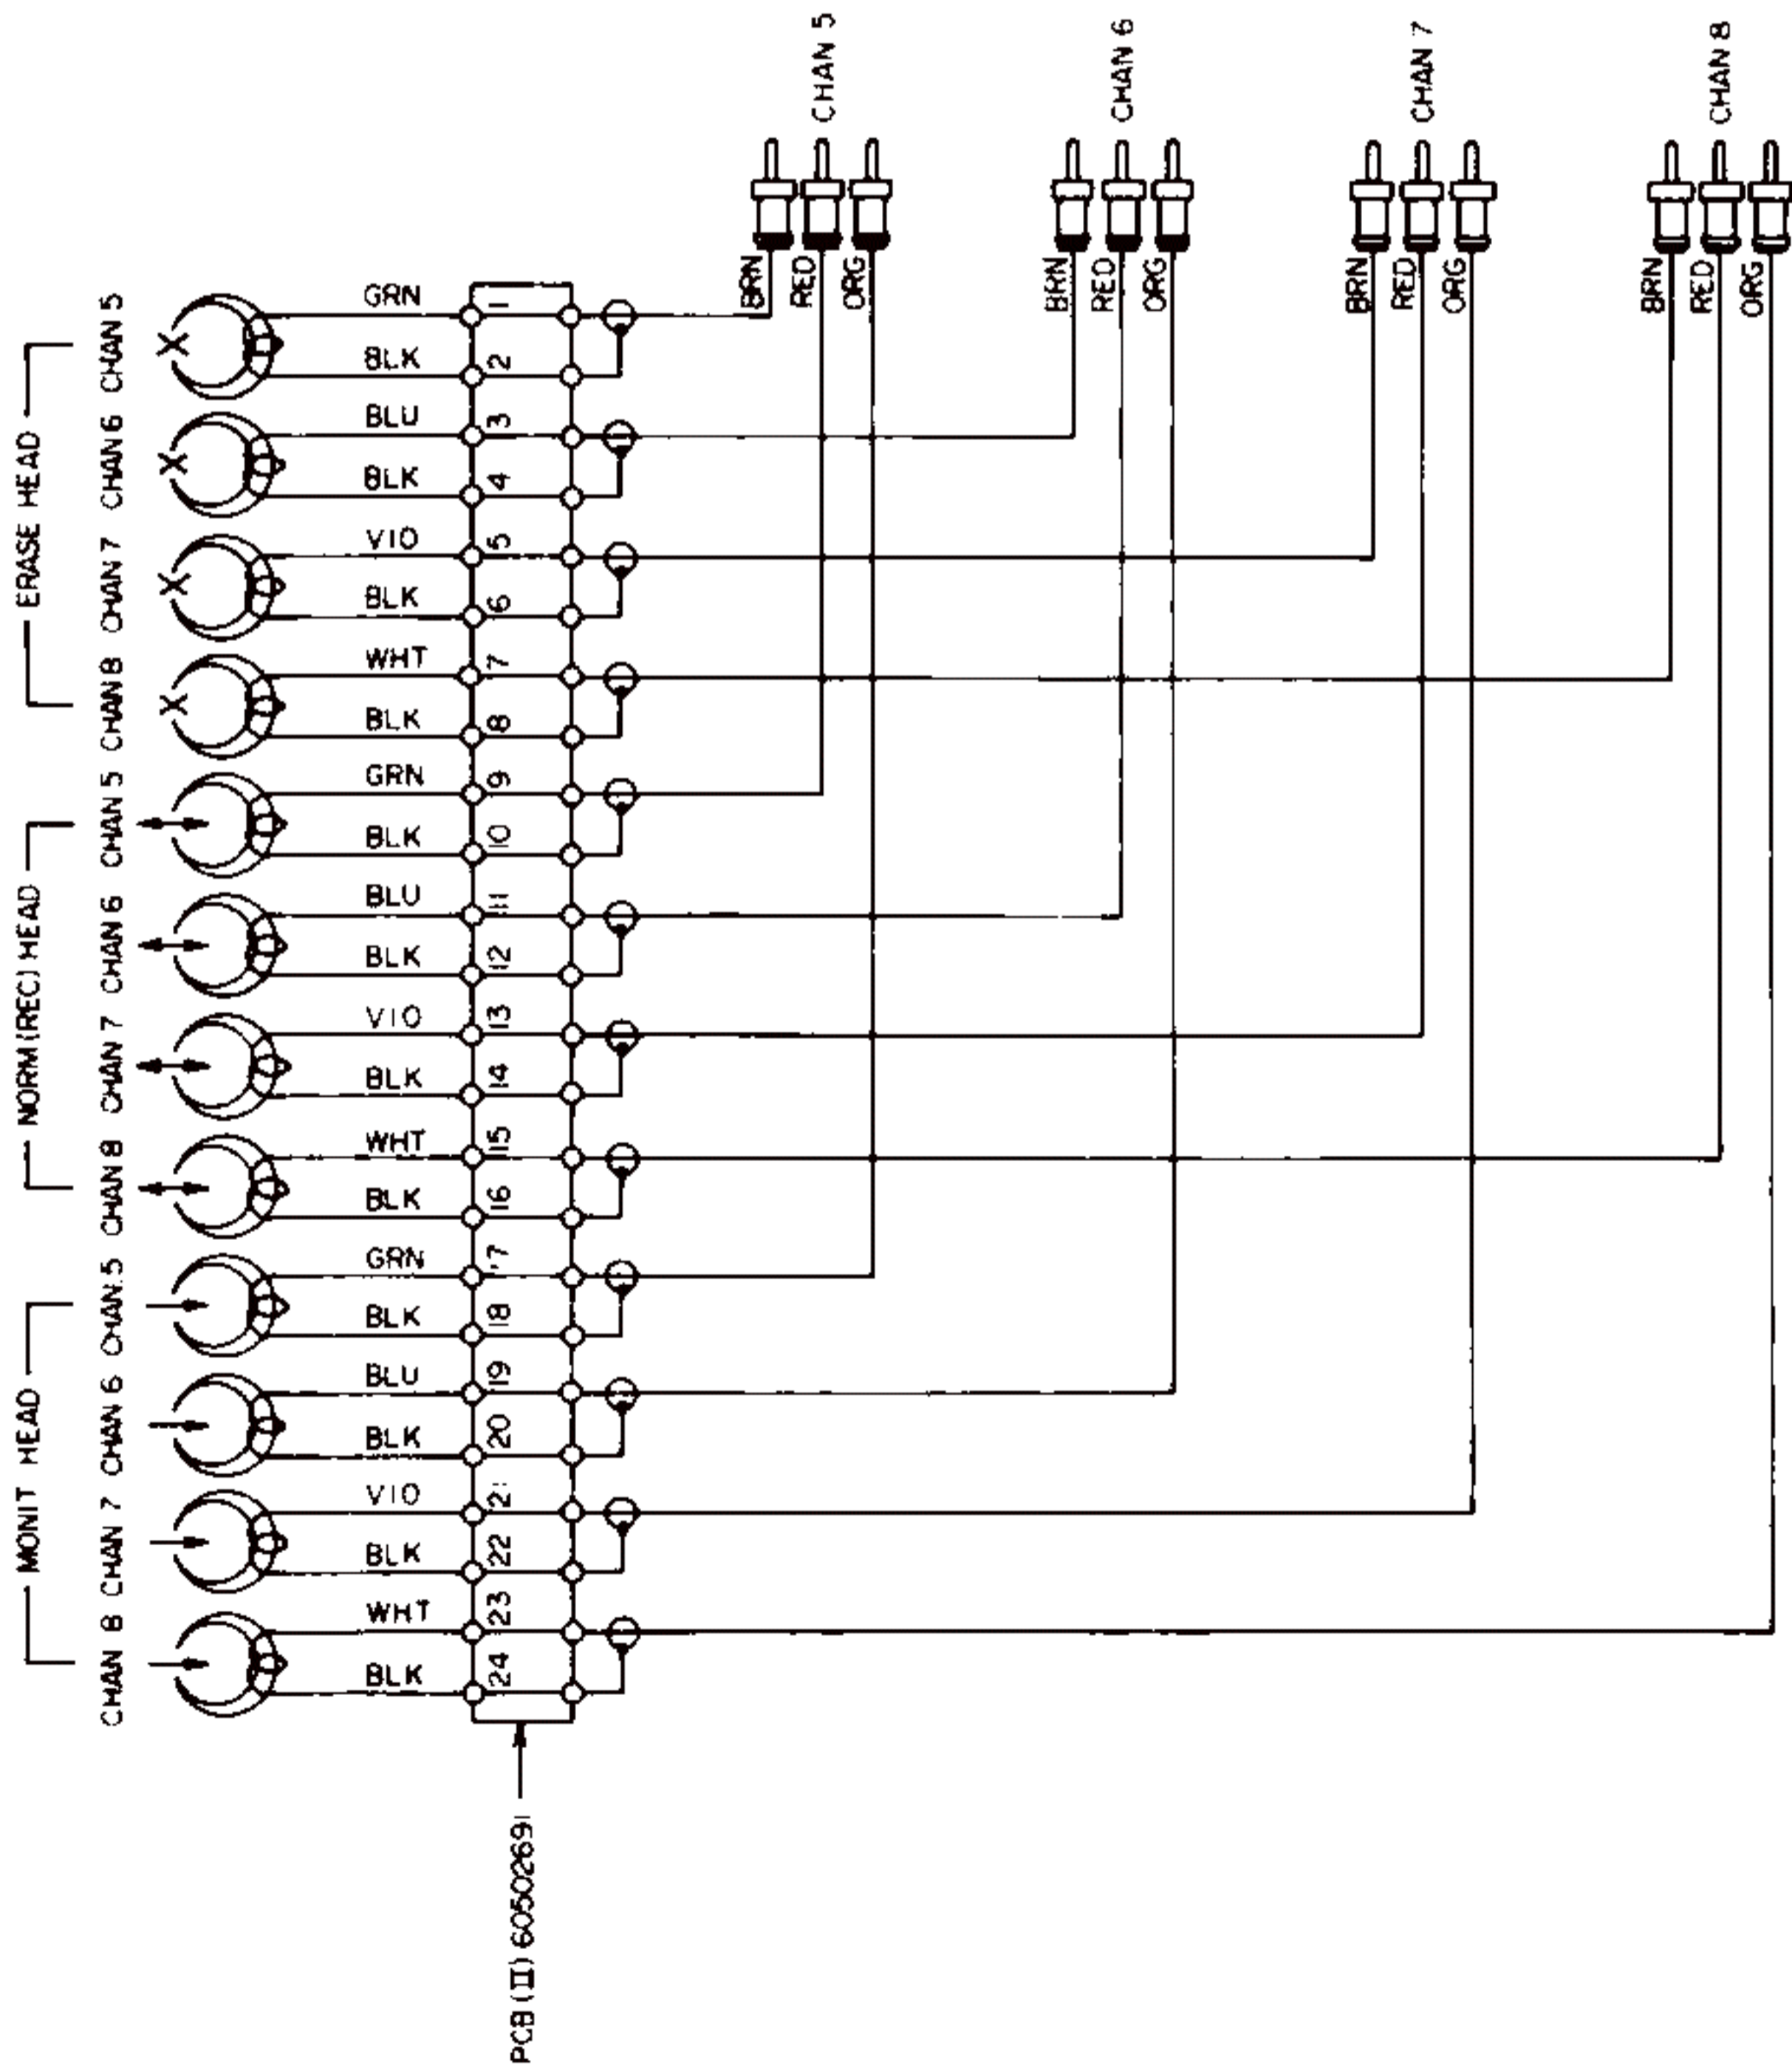 MONIT HEAD
NORM(REC) HEAD
ERASE HEAD
CHAN 8 CHAN 7 CHAN 6 CHAN 5 CHAN 8 CHAN 7 CHAN 6 CHAN 5 CHAN 8 CHAN 7 CHAN 6 CHAN 5
GRN
1
BLK
2
BLU
3
BLK
4
VIO
5
BLK
6
WHT
7
BLK
8
GRN
9
BLK
10
BLU
11
BLK
12
VIO
13
BLK
14
WHT
15
BLK
16
GRN
17
BLK
18
BLU
19
BLK
20
VIO
21
BLK
22
WHT
23
BLK
24
PCB (II) 60502691
BRN
RED
ORG
CHAN 5
BRN
RED
ORG
CHAN 6
BRN
RED
ORG
CHAN 7
BRN
RED
ORG
CHAN 8